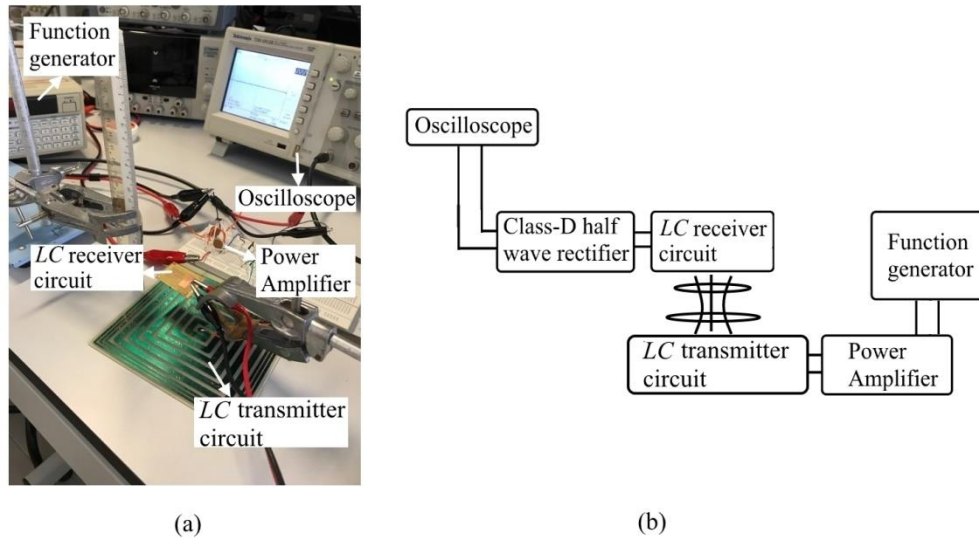 Function
generator
Tektronix
Oscilloscope
LC receiver
circuit
Power
Amplifier
LC transmitter
circuit
(a)
Oscilloscope
Class-D half
wave rectifier
LC receiver
circuit
Function
generator
LC transmitter
circuit
Power
Amplifier
(b)